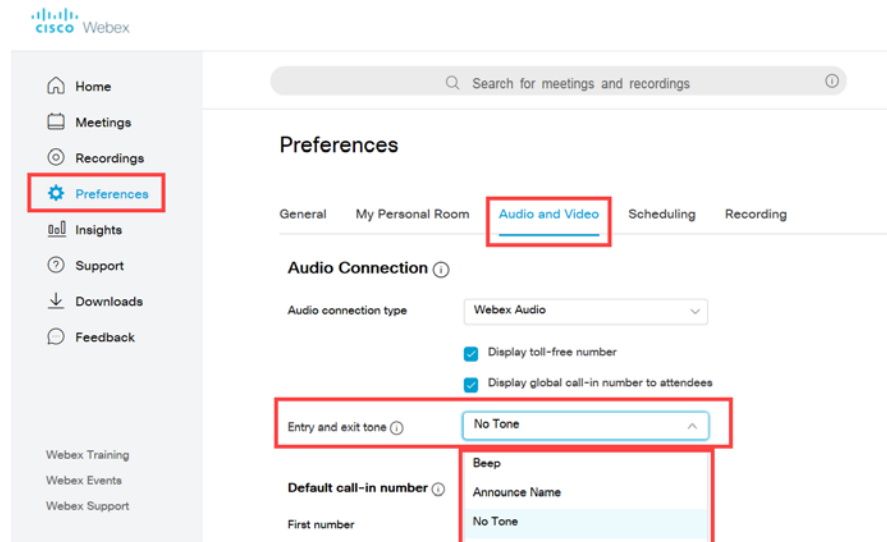 CISCO Webex
Home
Meetings
Recordings
Preferences
Insights
Support
Downloads
Feedback
Webex Training
Webex Events
Webex Support
Search for meetings and recordings
Preferences
General My Personal Room Audio and Video Scheduling Recording
Audio Connection
Audio connection type Webex Audio
Display toll-free number
Display global call-in number to attendees
Entry and exit tone No Tone
Beep
Announce Name
No Tone
Default call-in number
First number